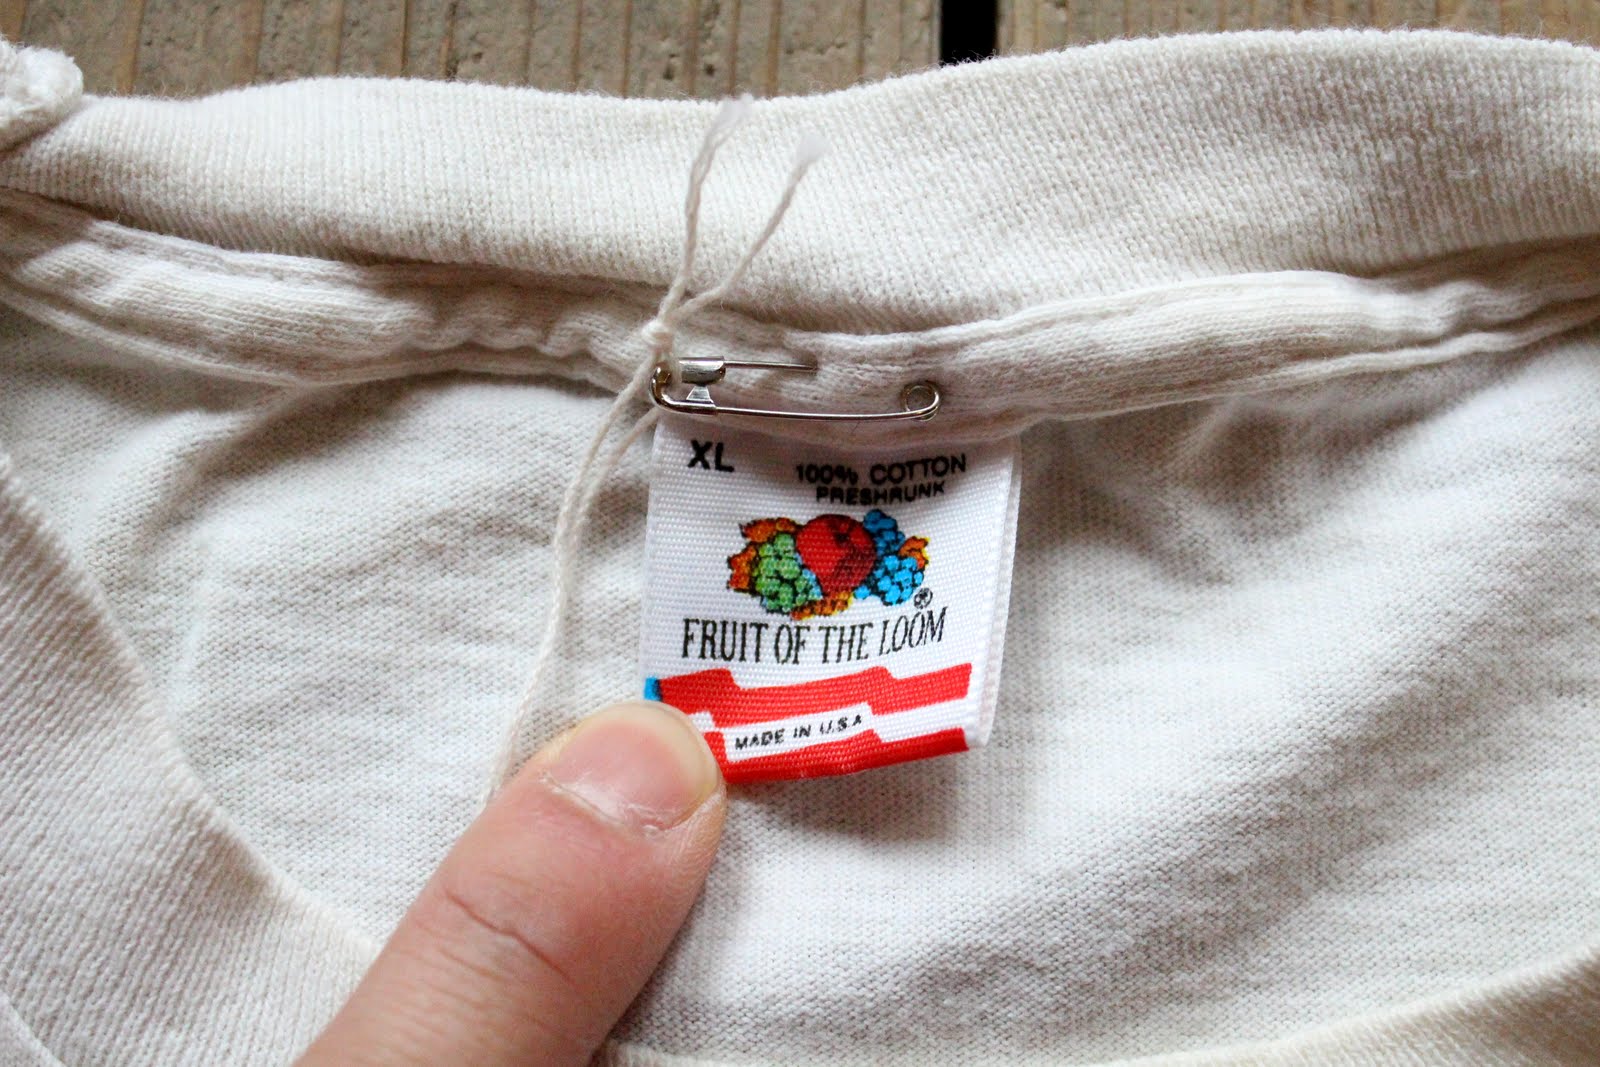 XL
100% COTTON
PRESHRUNK
®
FRUIT OF THE LOOM
MADE IN U.S.A